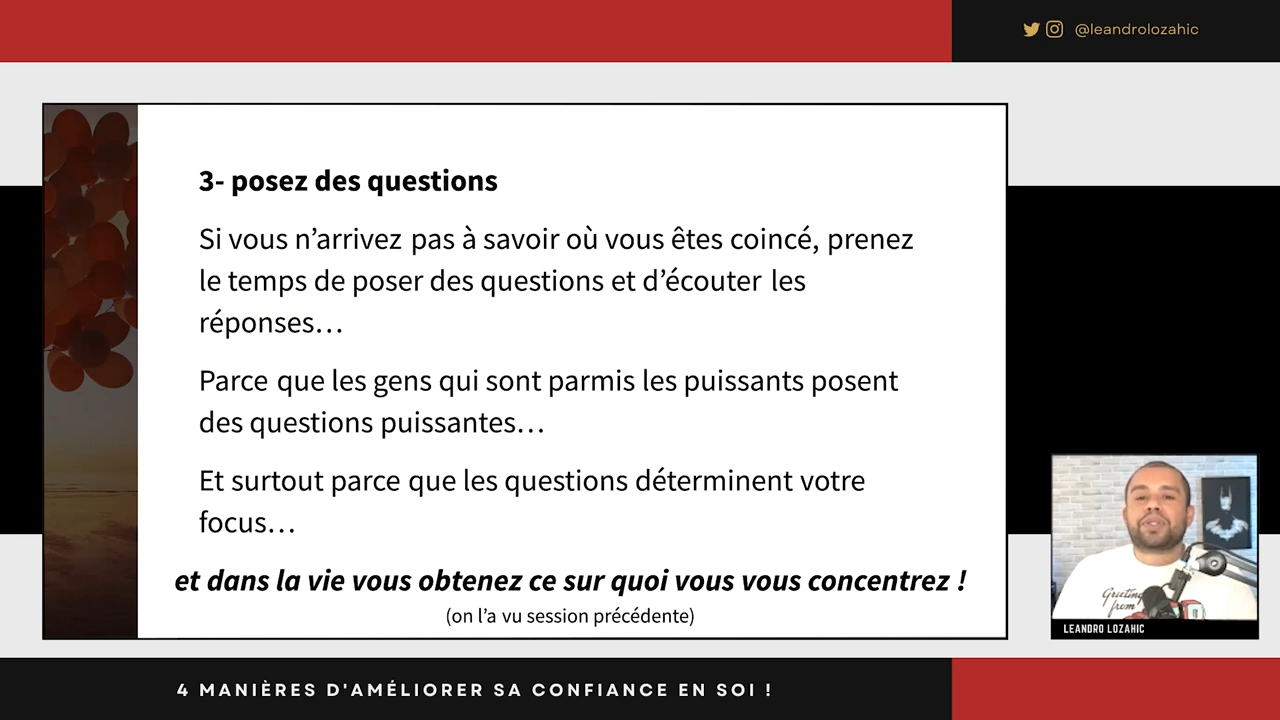 @leandrolozahic
3- posez des questions
Si vous n’arrivez pas à savoir où vous êtes coincé, prenez
le temps de poser des questions et d’écouter les
réponses…
Parce que les gens qui sont parmis les puissants posent
des questions puissantes…
Et surtout parce que les questions déterminent votre
focus…
et dans la vie vous obtenez ce sur quoi vous vous concentrez !
(on l’a vu session précédente)
Greetings
from
LEANDRO LOZAHIC
4 MANIÈRES D'AMÉLIORER SA CONFIANCE EN SOI !